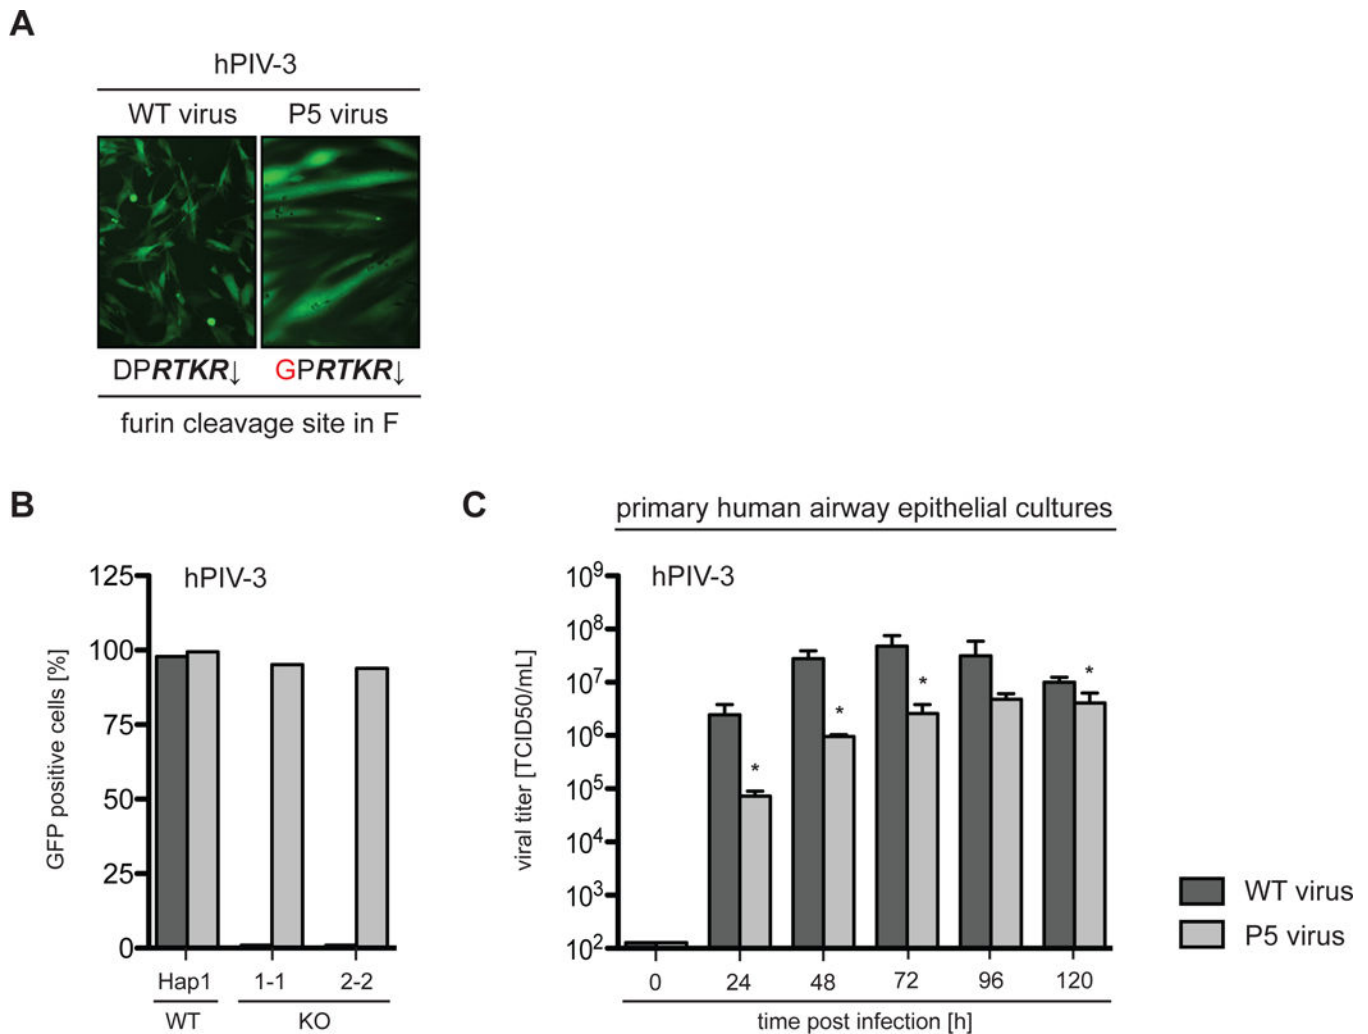 A
hPIV-3
WT virus P5 virus
DPRTKR↓ GPRTKR↓
furin cleavage site in F
B
hPIV-3
GFP positive cells [%]
125
100
75
50
25
0
Hap1 1-1 2-2
WT KO
C
primary human airway epithelial cultures
hPIV-3
viral titer [TCID50/mL]
10⁹
10⁸
10⁷
10⁶
10⁵
10⁴
10³
10²
* * * *
0 24 48 72 96 120
time post infection [h]
WT virus
P5 virus